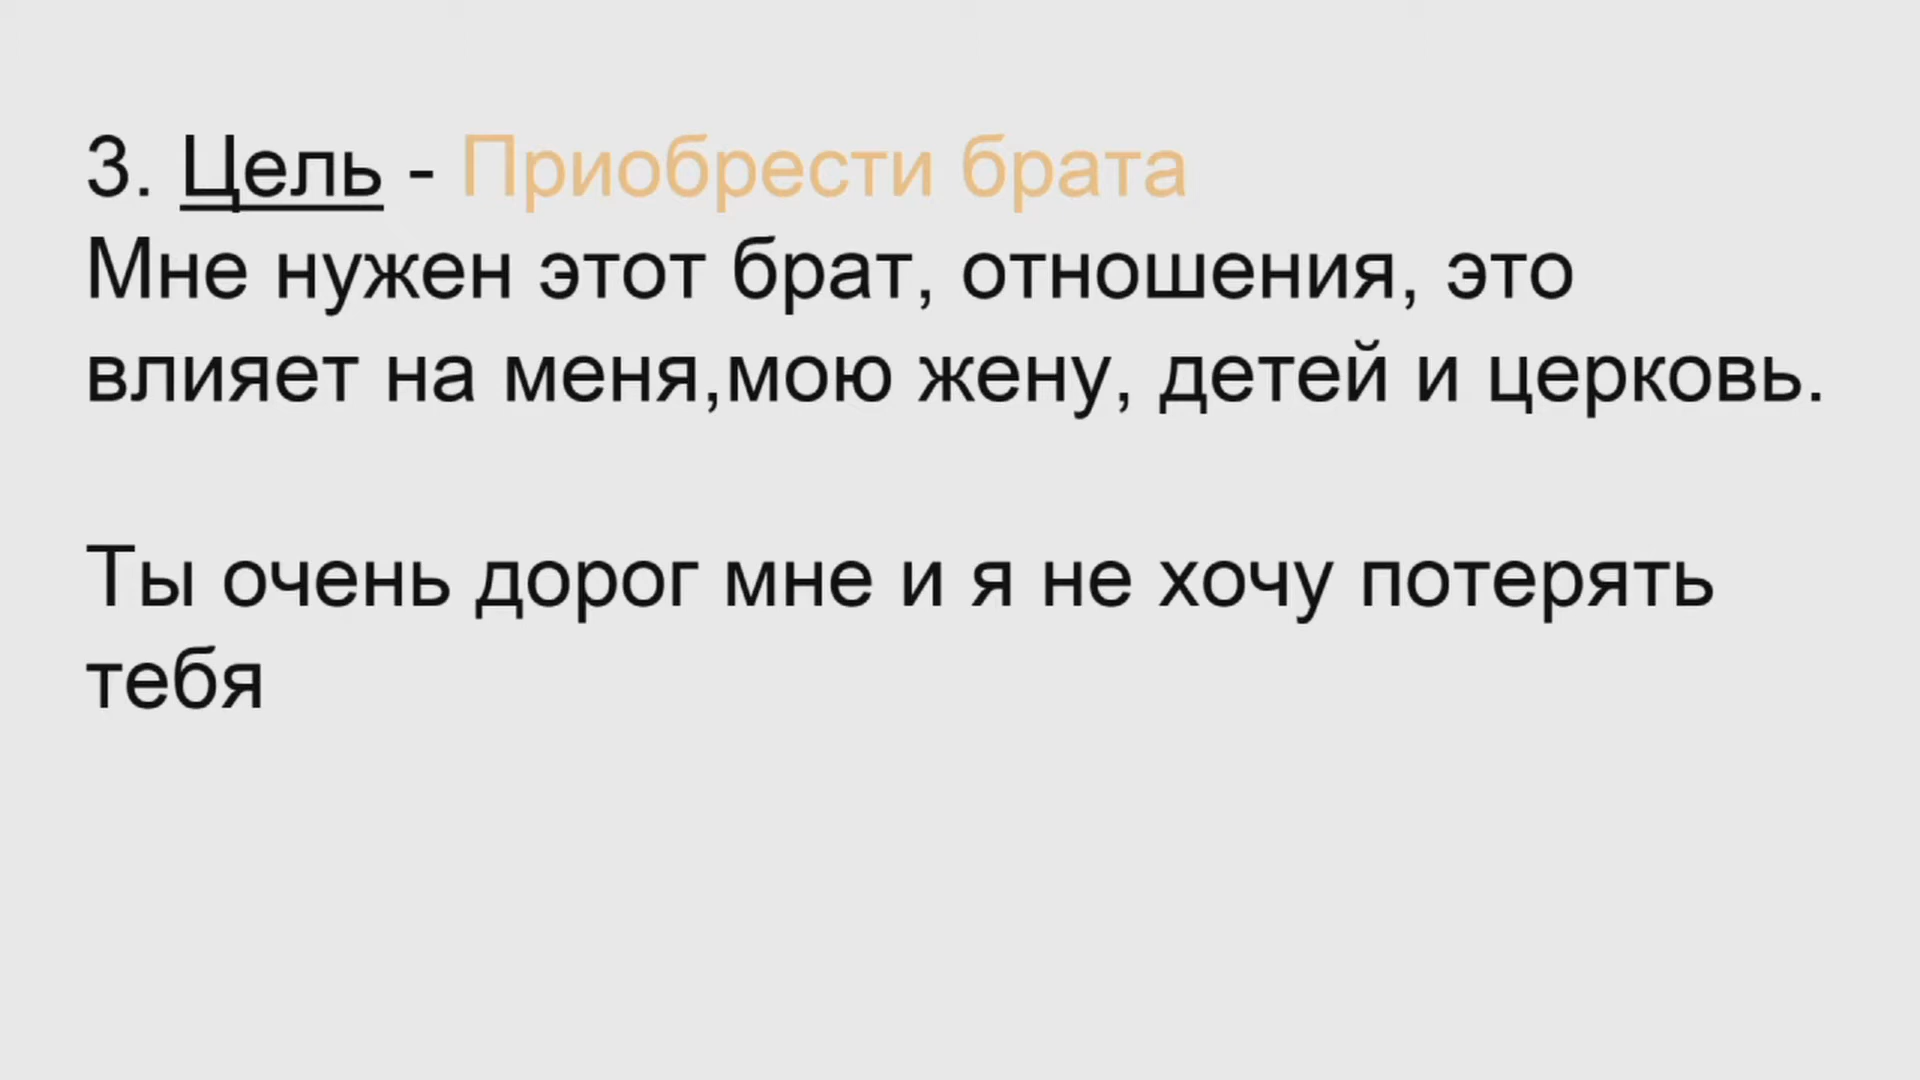 3. Цель - Приобрести брата
Мне нужен этот брат, отношения, это
влияет на меня,мою жену, детей и церковь.
Ты очень дорог мне и я не хочу потерять
тебя